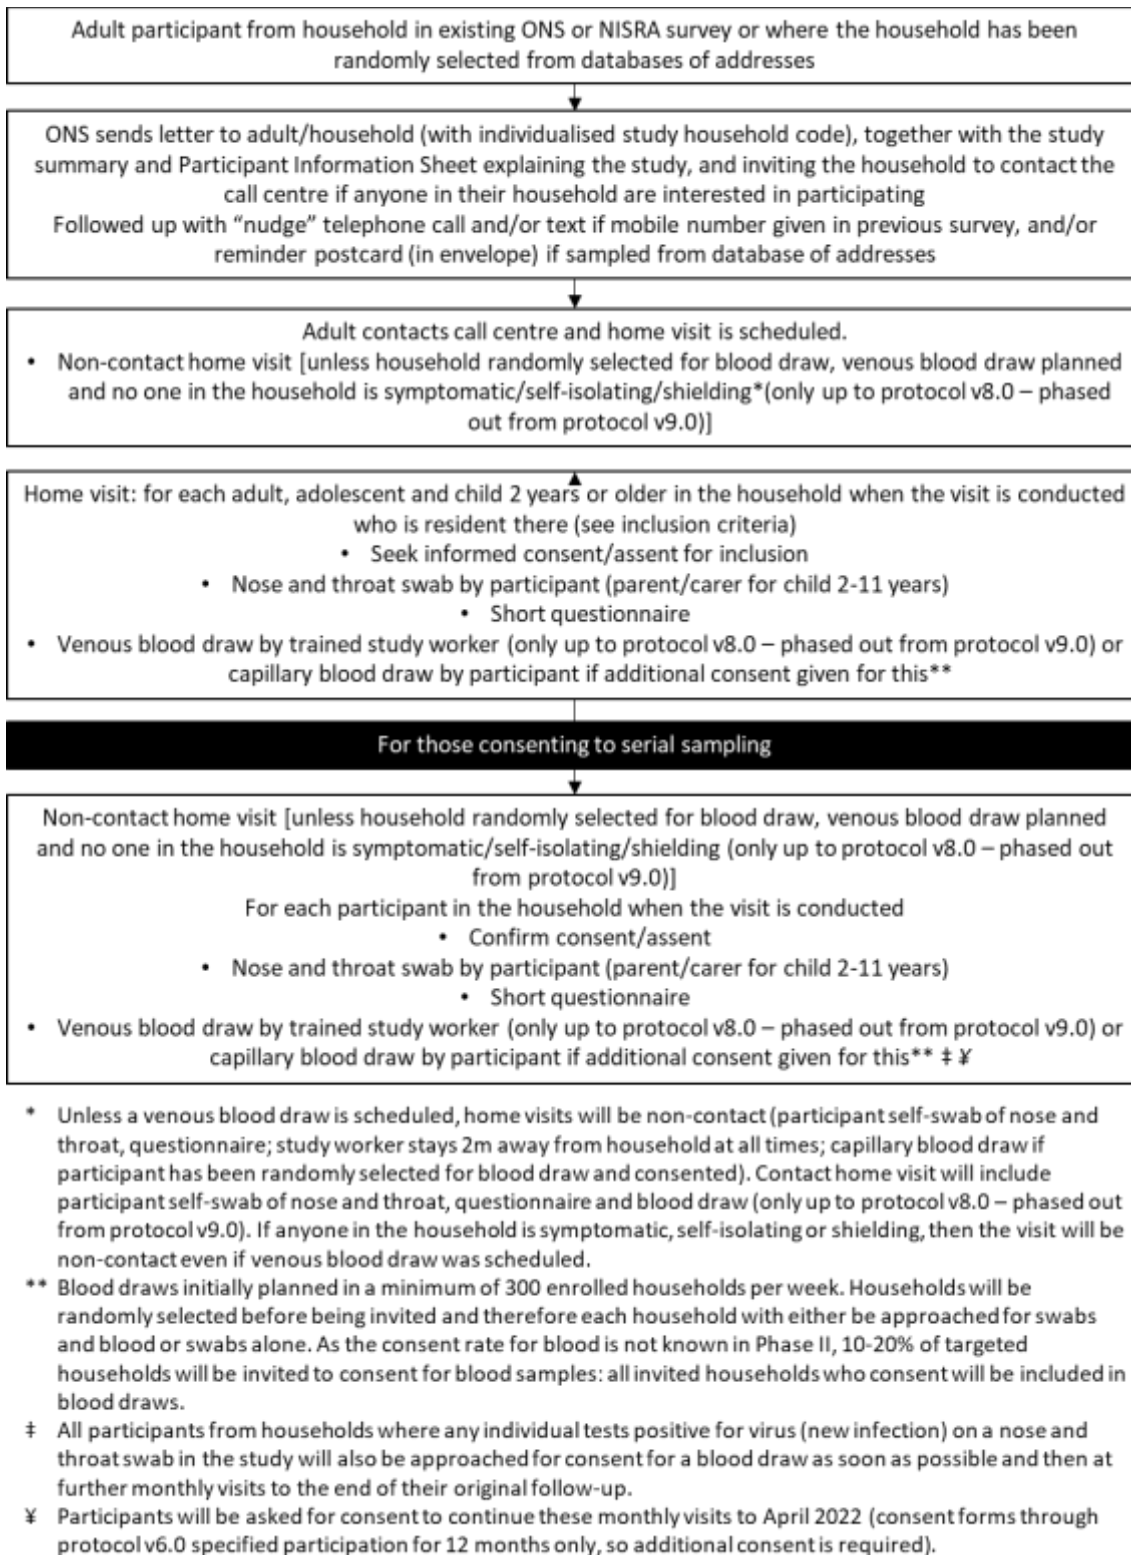 Adult participant from household in existing ONS or NISRA survey or where the household has been
randomly selected from databases of addresses
ONS sends letter to adult/household (with individualised study household code), together with the study
summary and Participant Information Sheet explaining the study, and inviting the household to contact the
call centre if anyone in their household are interested in participating
Followed up with “nudge” telephone call and/or text if mobile number given in previous survey, and/or
reminder postcard (in envelope) if sampled from database of addresses
Adult contacts call centre and home visit is scheduled.
• Non-contact home visit [unless household randomly selected for blood draw, venous blood draw planned
and no one in the household is symptomatic/self-isolating/shielding*(only up to protocol v8.0 – phased
out from protocol v9.0)]
Home visit: for each adult, adolescent and child 2 years or older in the household when the visit is conducted
who is resident there (see inclusion criteria)
• Seek informed consent/assent for inclusion
• Nose and throat swab by participant (parent/carer for child 2-11 years)
• Short questionnaire
• Venous blood draw by trained study worker (only up to protocol v8.0 – phased out from protocol v9.0) or
capillary blood draw by participant if additional consent given for this**
For those consenting to serial sampling
Non-contact home visit [unless household randomly selected for blood draw, venous blood draw planned
and no one in the household is symptomatic/self-isolating/shielding (only up to protocol v8.0 – phased out
from protocol v9.0)]
For each participant in the household when the visit is conducted
• Confirm consent/assent
• Nose and throat swab by participant (parent/carer for child 2-11 years)
• Short questionnaire
• Venous blood draw by trained study worker (only up to protocol v8.0 – phased out from protocol v9.0) or
capillary blood draw by participant if additional consent given for this** ‡ ¥
* Unless a venous blood draw is scheduled, home visits will be non-contact (participant self-swab of nose and
throat, questionnaire; study worker stays 2m away from household at all times; capillary blood draw if
participant has been randomly selected for blood draw and consented). Contact home visit will include
participant self-swab of nose and throat, questionnaire and blood draw (only up to protocol v8.0 – phased out
from protocol v9.0). If anyone in the household is symptomatic, self-isolating or shielding, then the visit will be
non-contact even if venous blood draw was scheduled.
** Blood draws initially planned in a minimum of 300 enrolled households per week. Households will be
randomly selected before being invited and therefore each household with either be approached for swabs
and blood or swabs alone. As the consent rate for blood is not known in Phase II, 10-20% of targeted
households will be invited to consent for blood samples: all invited households who consent will be included in
blood draws.
‡ All participants from households where any individual tests positive for virus (new infection) on a nose and
throat swab in the study will also be approached for consent for a blood draw as soon as possible and then at
further monthly visits to the end of their original follow-up.
¥ Participants will be asked for consent to continue these monthly visits to April 2022 (consent forms through
protocol v6.0 specified participation for 12 months only, so additional consent is required).